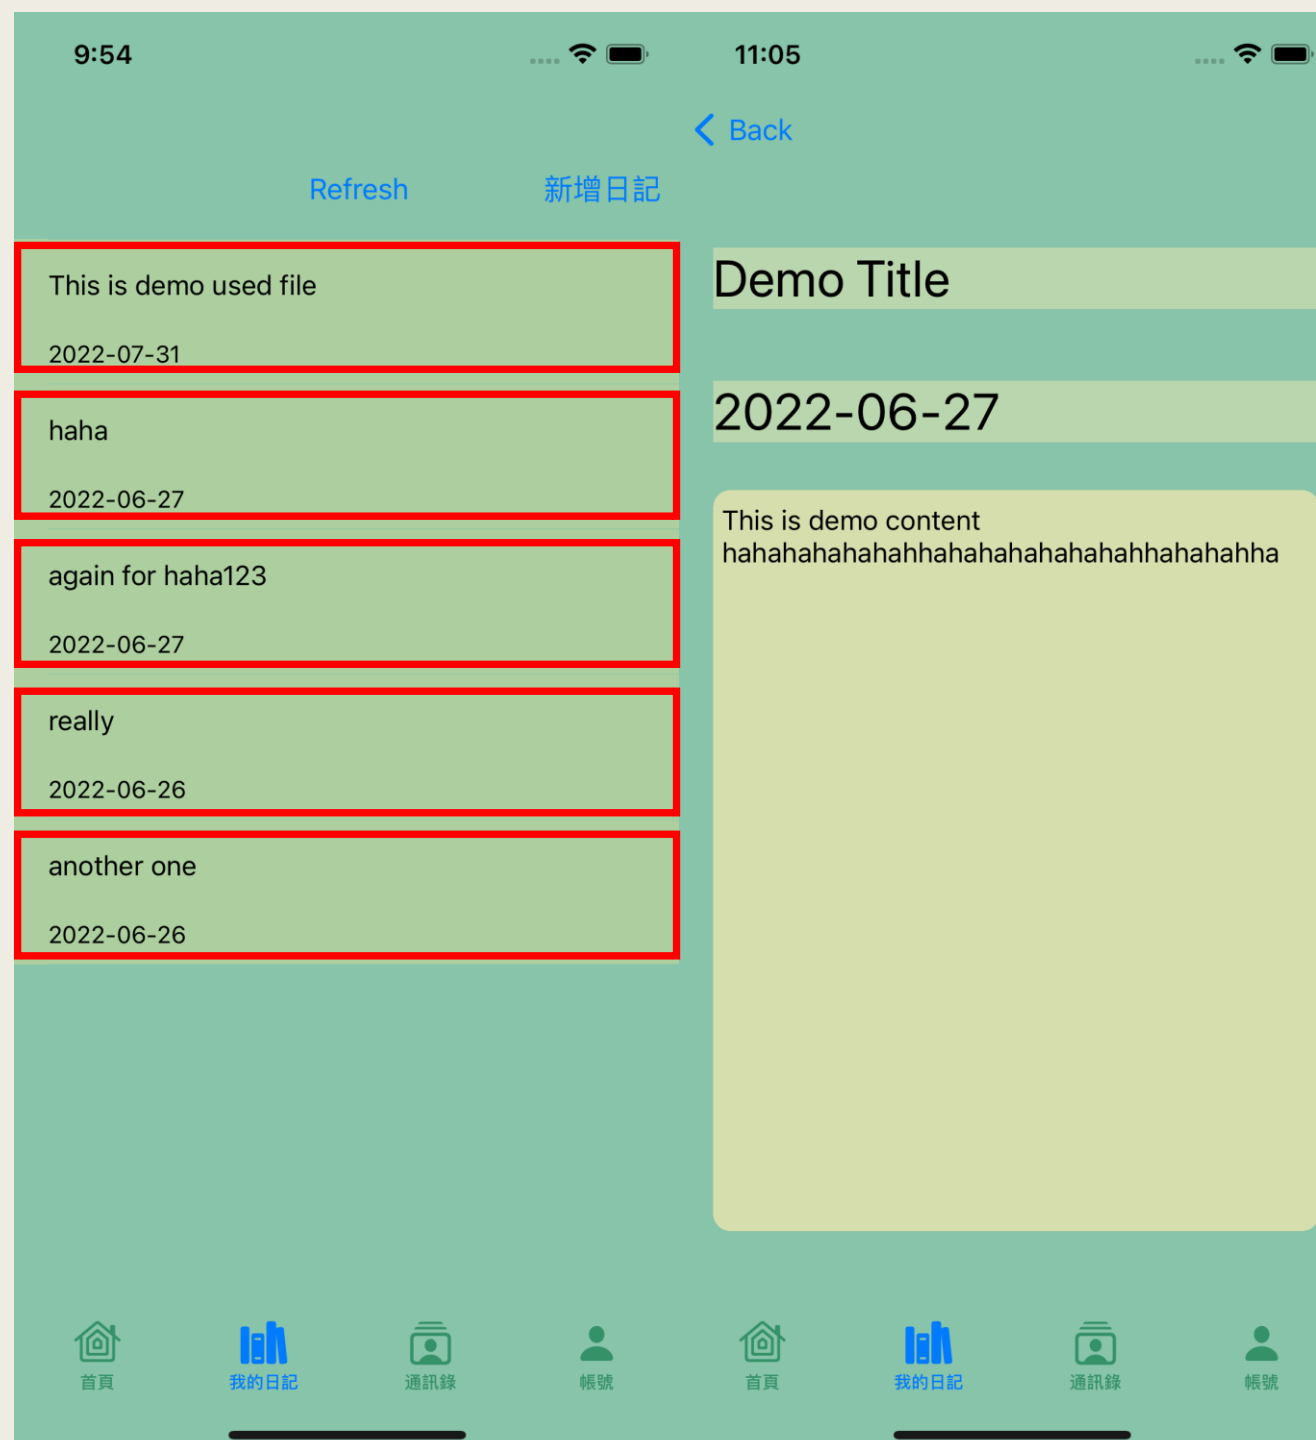 9:54
Refresh
新增日記
This is demo used file
2022-07-31
haha
2022-06-27
again for haha123
2022-06-27
really
2022-06-26
another one
2022-06-26
首頁
我的日記
通訊錄
帳號
11:05
Back
Demo Title
2022-06-27
This is demo content
hahahahahahahhahahahahahahahhahahahha
首頁
我的日記
通訊錄
帳號